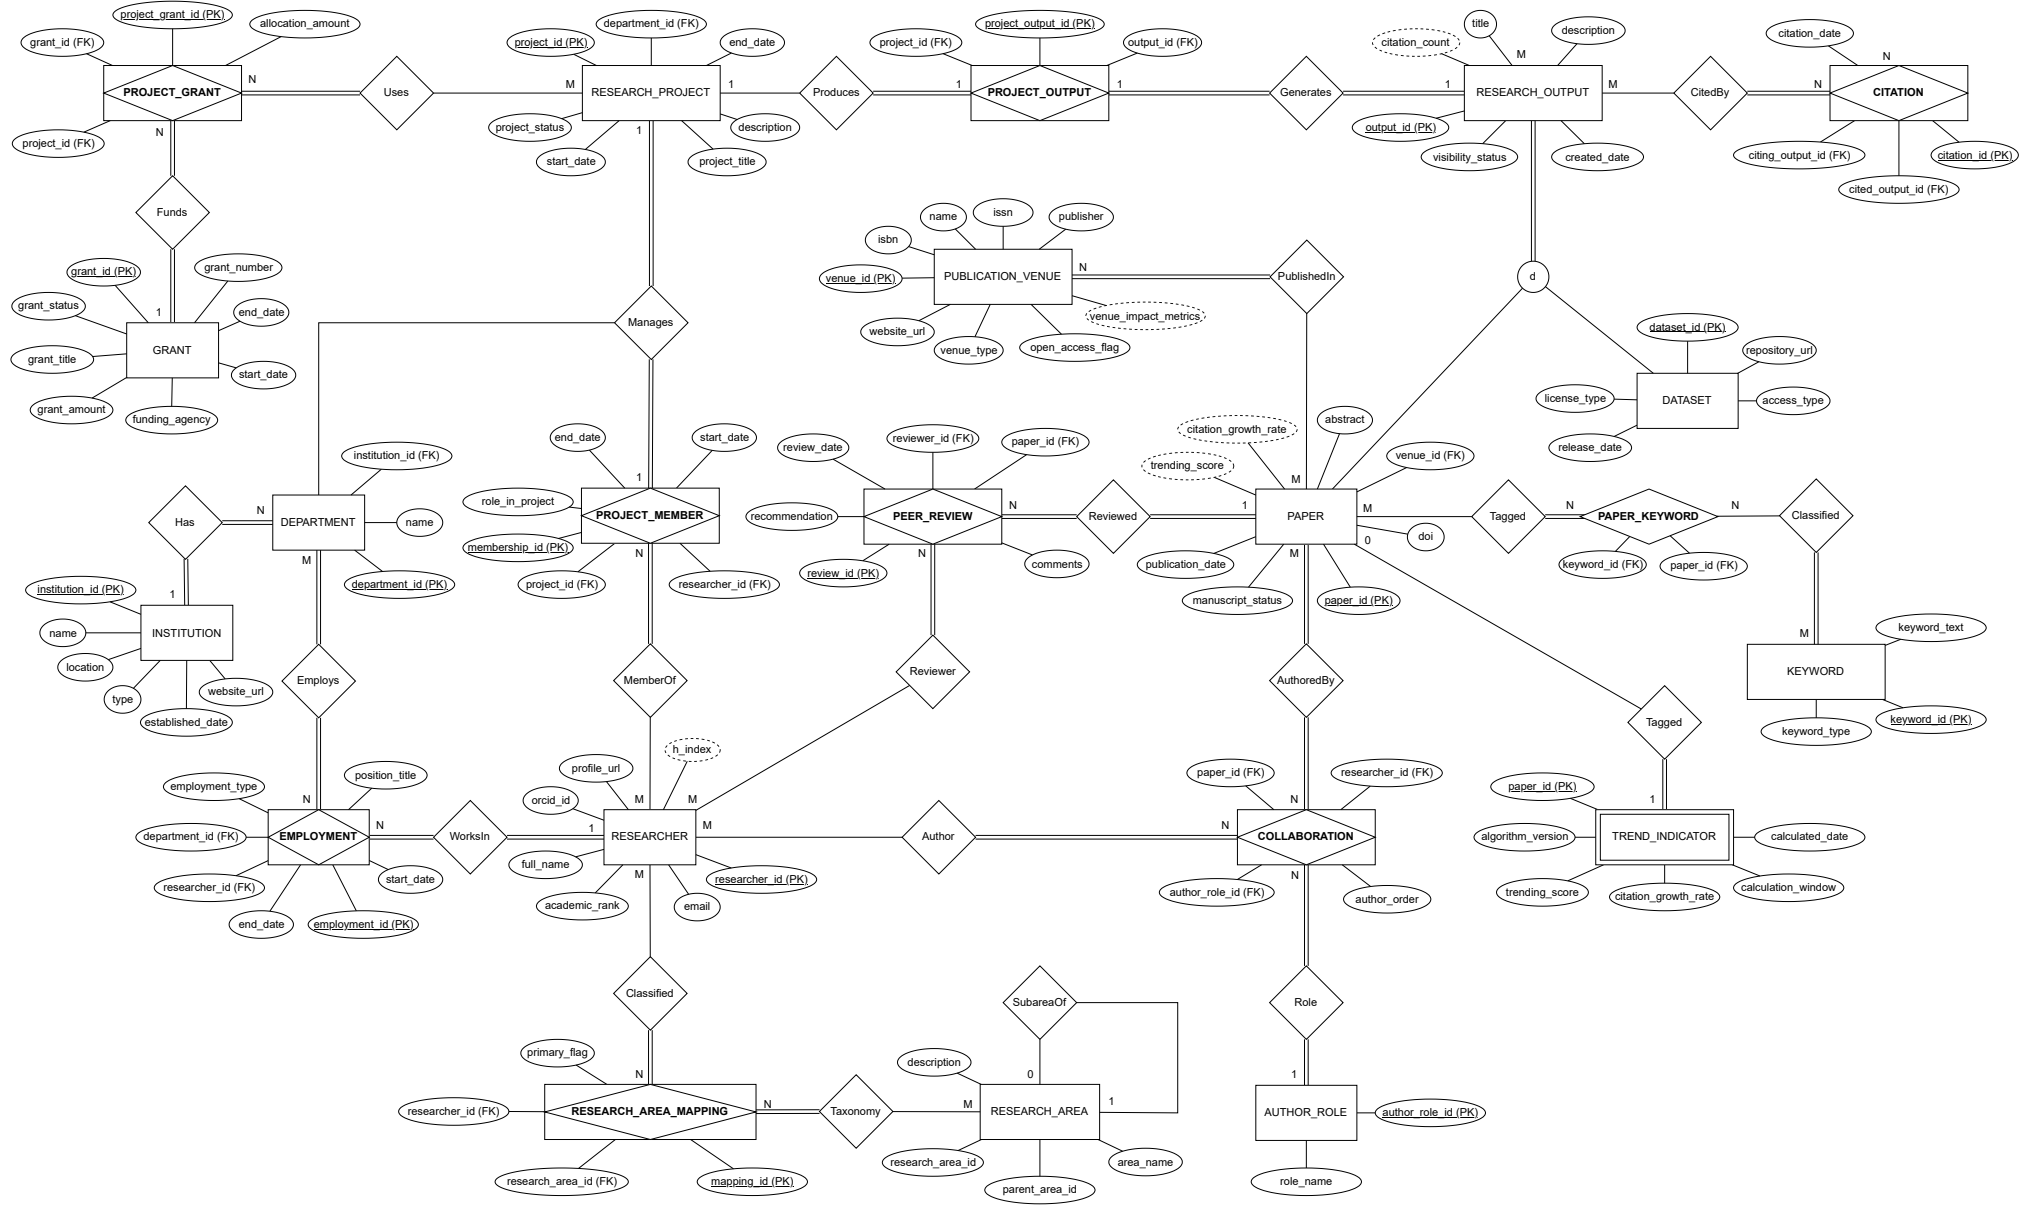 project_grant_id (PK)
grant_id (FK)
allocation_amount
PROJECT_GRANT
project_id (FK)
N
N
Uses
M
project_id (PK)
department_id (FK)
end_date
RESEARCH_PROJECT
project_status
start_date
project_title
description
1
1
Produces
1
project_id (FK)
project_output_id (PK)
output_id (FK)
PROJECT_OUTPUT
1
Generates
1
citation_count
title
description
M
RESEARCH_OUTPUT
output_id (PK)
visibility_status
created_date
M
CitedBy
N
citation_date
N
CITATION
citing_output_id (FK)
cited_output_id (FK)
citation_id (PK)
Funds
1
grant_id (PK)
grant_number
grant_status
end_date
GRANT
grant_title
start_date
grant_amount
funding_agency
Manages
name
issn
publisher
isbn
venue_id (PK)
PUBLICATION_VENUE
venue_impact_metrics
website_url
venue_type
open_access_flag
N
PublishedIn
d
dataset_id (PK)
repository_url
license_type
DATASET
access_type
release_date
institution_id (FK)
DEPARTMENT
name
department_id (PK)
Has
N
1
M
institution_id (PK)
name
INSTITUTION
location
type
website_url
established_date
Employs
N
end_date
start_date
1
role_in_project
PROJECT_MEMBER
membership_id (PK)
project_id (FK)
researcher_id (FK)
N
MemberOf
M
review_date
reviewer_id (FK)
paper_id (FK)
recommendation
PEER_REVIEW
review_id (PK)
comments
N
N
Reviewed
1
Reviewer
M
citation_growth_rate
abstract
trending_score
venue_id (FK)
M
PAPER
doi
publication_date
manuscript_status
paper_id (PK)
M
M
0
Tagged
N
PAPER_KEYWORD
keyword_id (FK)
paper_id (FK)
N
Classified
M
keyword_text
KEYWORD
keyword_type
keyword_id (PK)
AuthoredBy
N
Tagged
1
paper_id (PK)
algorithm_version
TREND_INDICATOR
calculated_date
trending_score
citation_growth_rate
calculation_window
employment_type
position_title
department_id (FK)
EMPLOYMENT
researcher_id (FK)
start_date
end_date
employment_id (PK)
N
WorksIn
1
h_index
profile_url
orcid_id
RESEARCHER
full_name
academic_rank
email
researcher_id (PK)
M
M
Author
N
paper_id (FK)
researcher_id (FK)
COLLABORATION
author_role_id (FK)
author_order
N
Classified
N
primary_flag
researcher_id (FK)
RESEARCH_AREA_MAPPING
research_area_id (FK)
mapping_id (PK)
N
Taxonomy
M
SubareaOf
0
1
description
RESEARCH_AREA
research_area_id
parent_area_id
area_name
Role
1
AUTHOR_ROLE
author_role_id (PK)
role_name